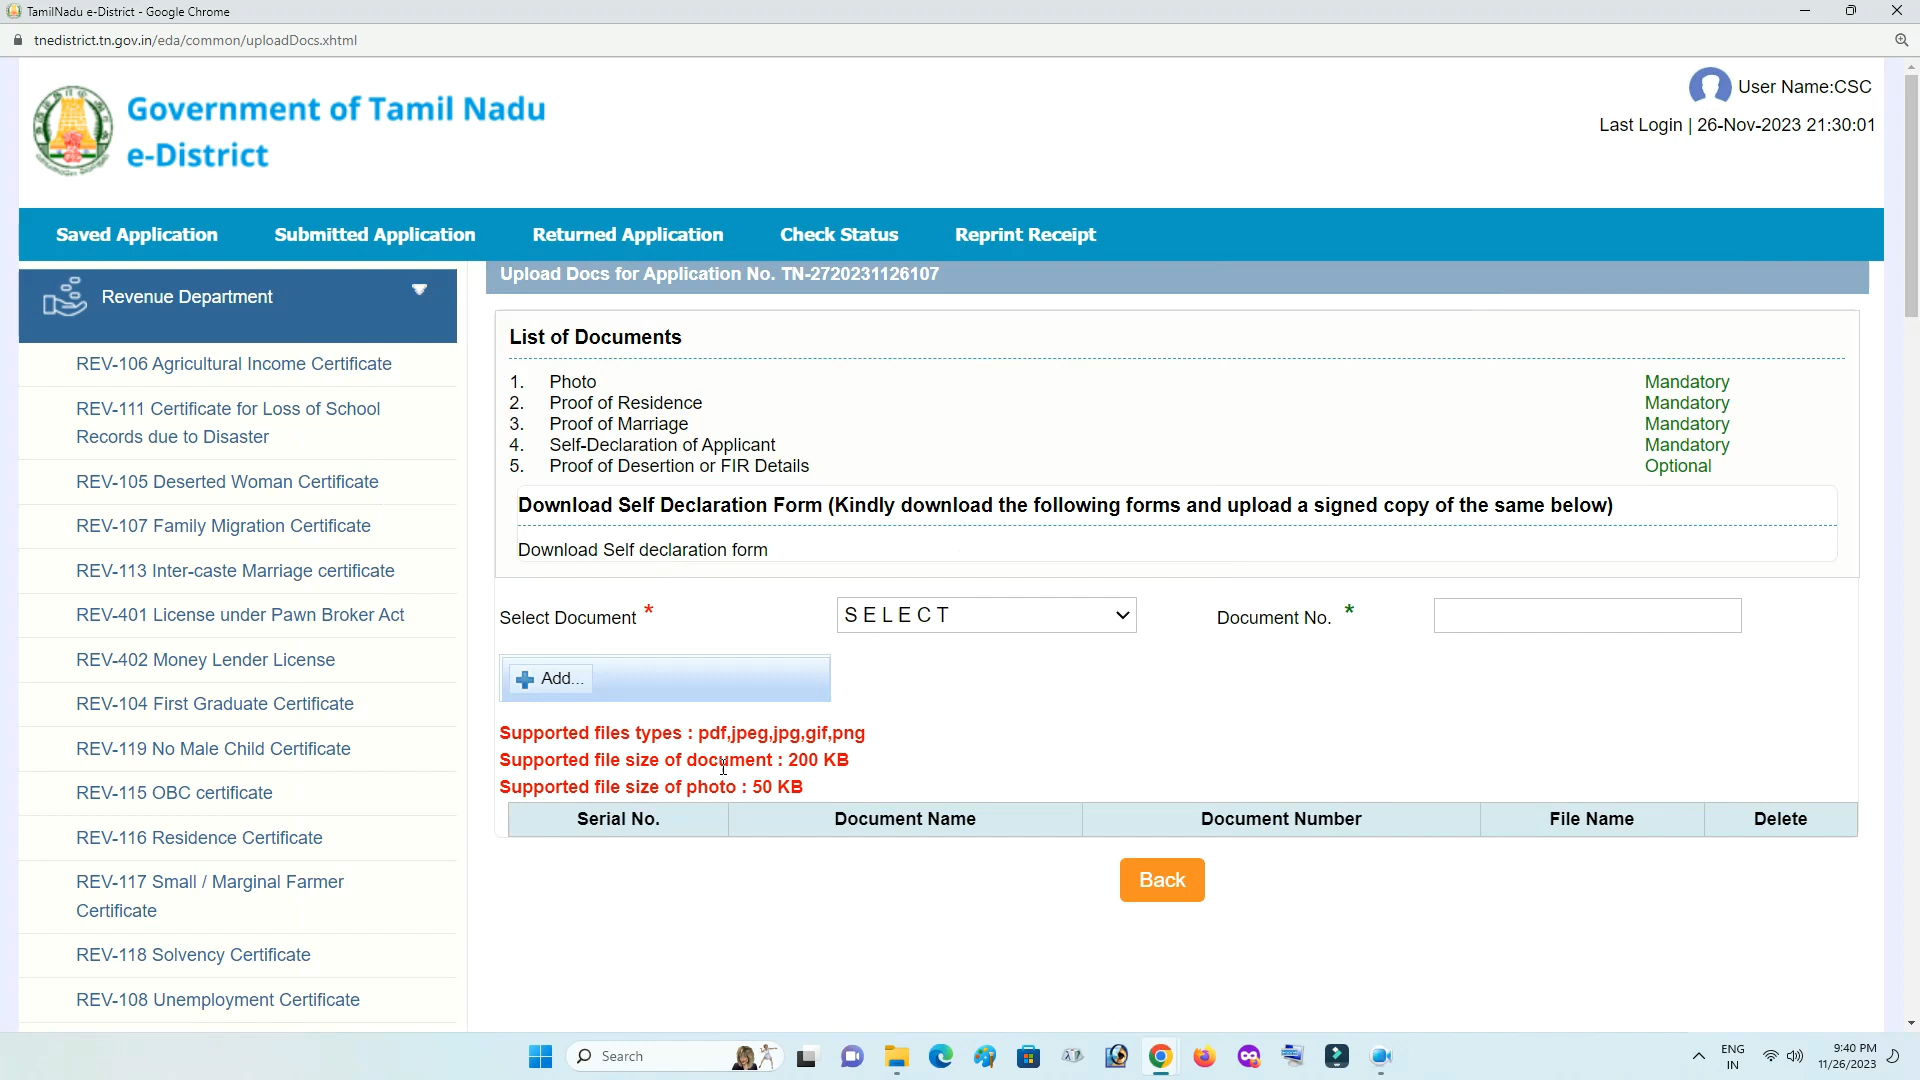 TamilNadu e-District - Google Chrome
tnedistrict.tn.gov.in/eda/common/uploadDocs.xhtml
Government of Tamil Nadu
e-District
User Name:CSC
Last Login | 26-Nov-2023 21:30:01
Saved Application Submitted Application Returned Application Check Status Reprint Receipt
Revenue Department
REV-106 Agricultural Income Certificate
REV-111 Certificate for Loss of School
Records due to Disaster
REV-105 Deserted Woman Certificate
REV-107 Family Migration Certificate
REV-113 Inter-caste Marriage certificate
REV-401 License under Pawn Broker Act
REV-402 Money Lender License
REV-104 First Graduate Certificate
REV-119 No Male Child Certificate
REV-115 OBC certificate
REV-116 Residence Certificate
REV-117 Small / Marginal Farmer
Certificate
REV-118 Solvency Certificate
REV-108 Unemployment Certificate
Upload Docs for Application No. TN-2720231126107
List of Documents
1. Photo Mandatory
2. Proof of Residence Mandatory
3. Proof of Marriage Mandatory
4. Self-Declaration of Applicant Mandatory
5. Proof of Desertion or FIR Details Optional
Download Self Declaration Form (Kindly download the following forms and upload a signed copy of the same below)
Download Self declaration form
Select Document * SELECT Document No. *
Add...
Supported files types : pdf,jpeg,jpg,gif,png
Supported file size of document : 200 KB
Supported file size of photo : 50 KB
Serial No. Document Name Document Number File Name Delete
Back
Search
ENG
IN
9:40 PM
11/26/2023